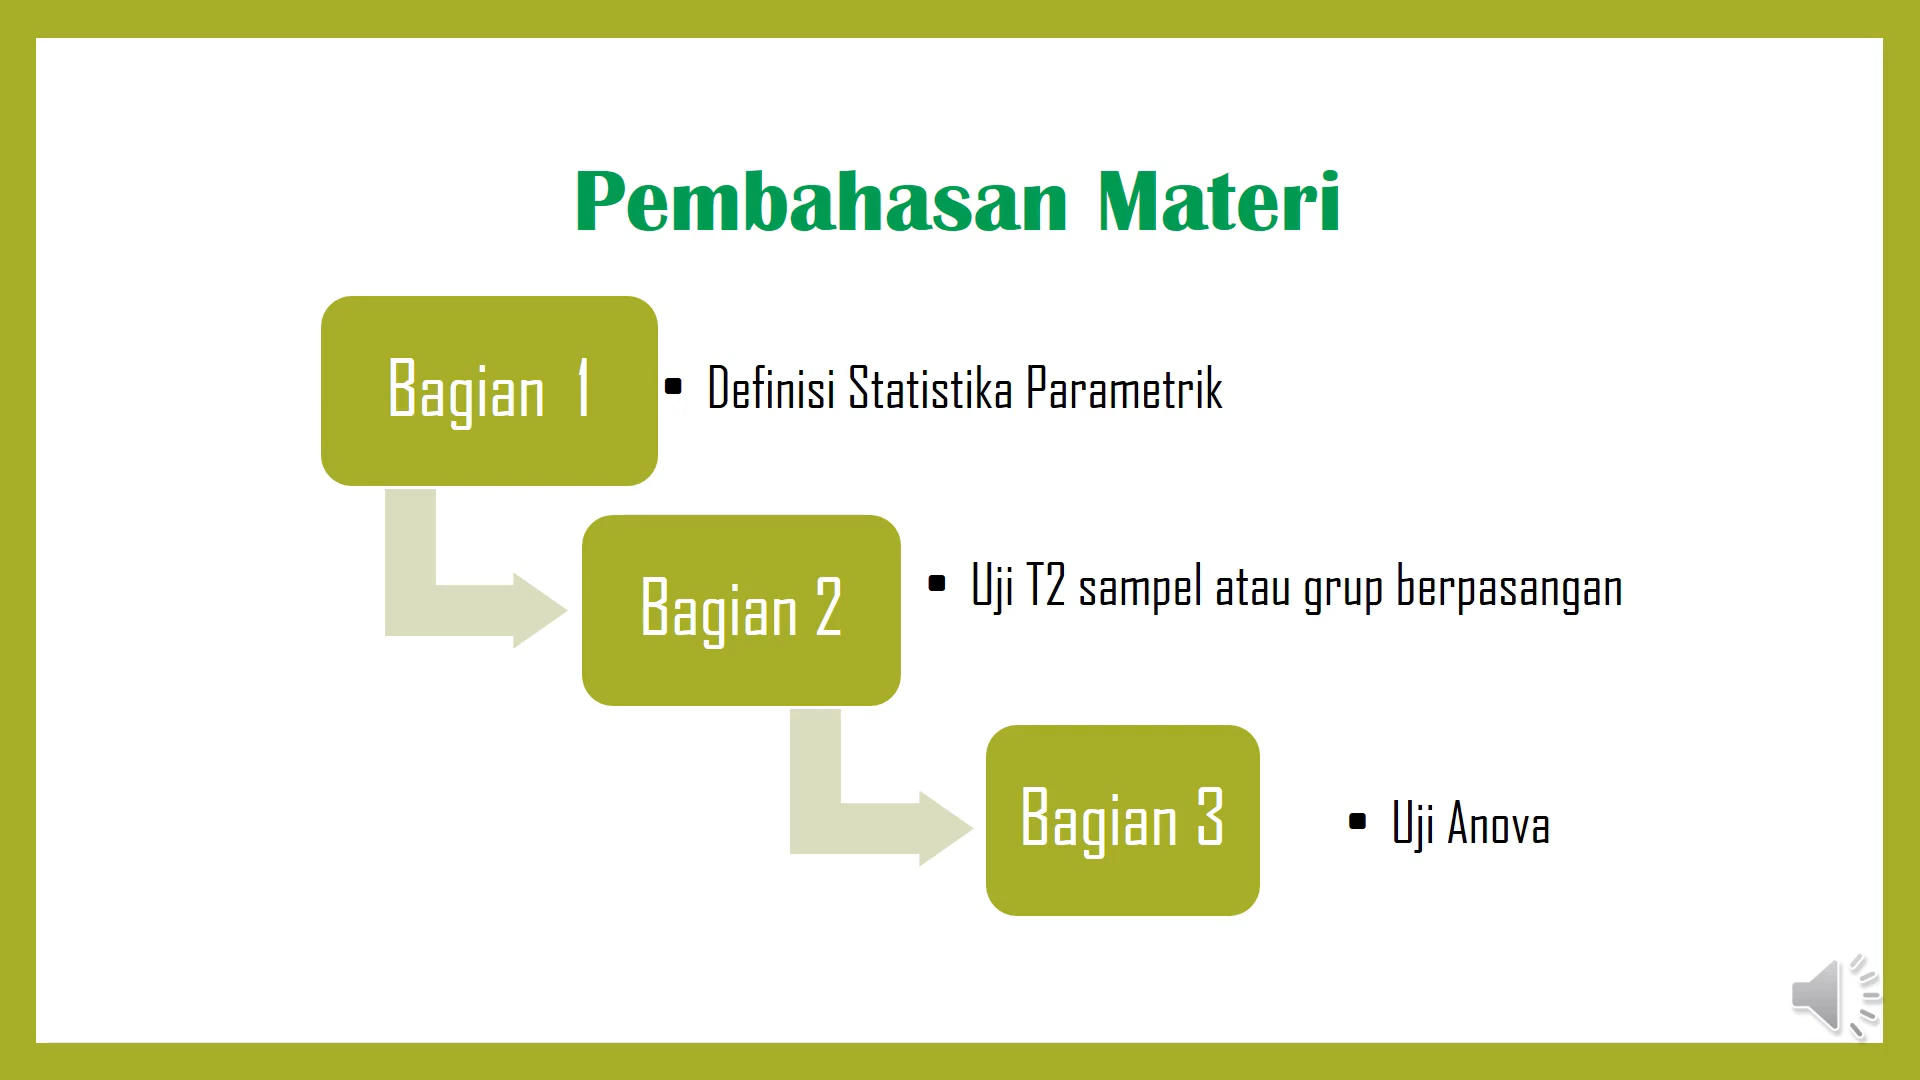 Pembahasan Materi
Bagian 1
▪ Definisi Statistika Parametrik
Bagian 2
▪ Uji T2 sampel atau grup berpasangan
Bagian 3
▪ Uji Anova